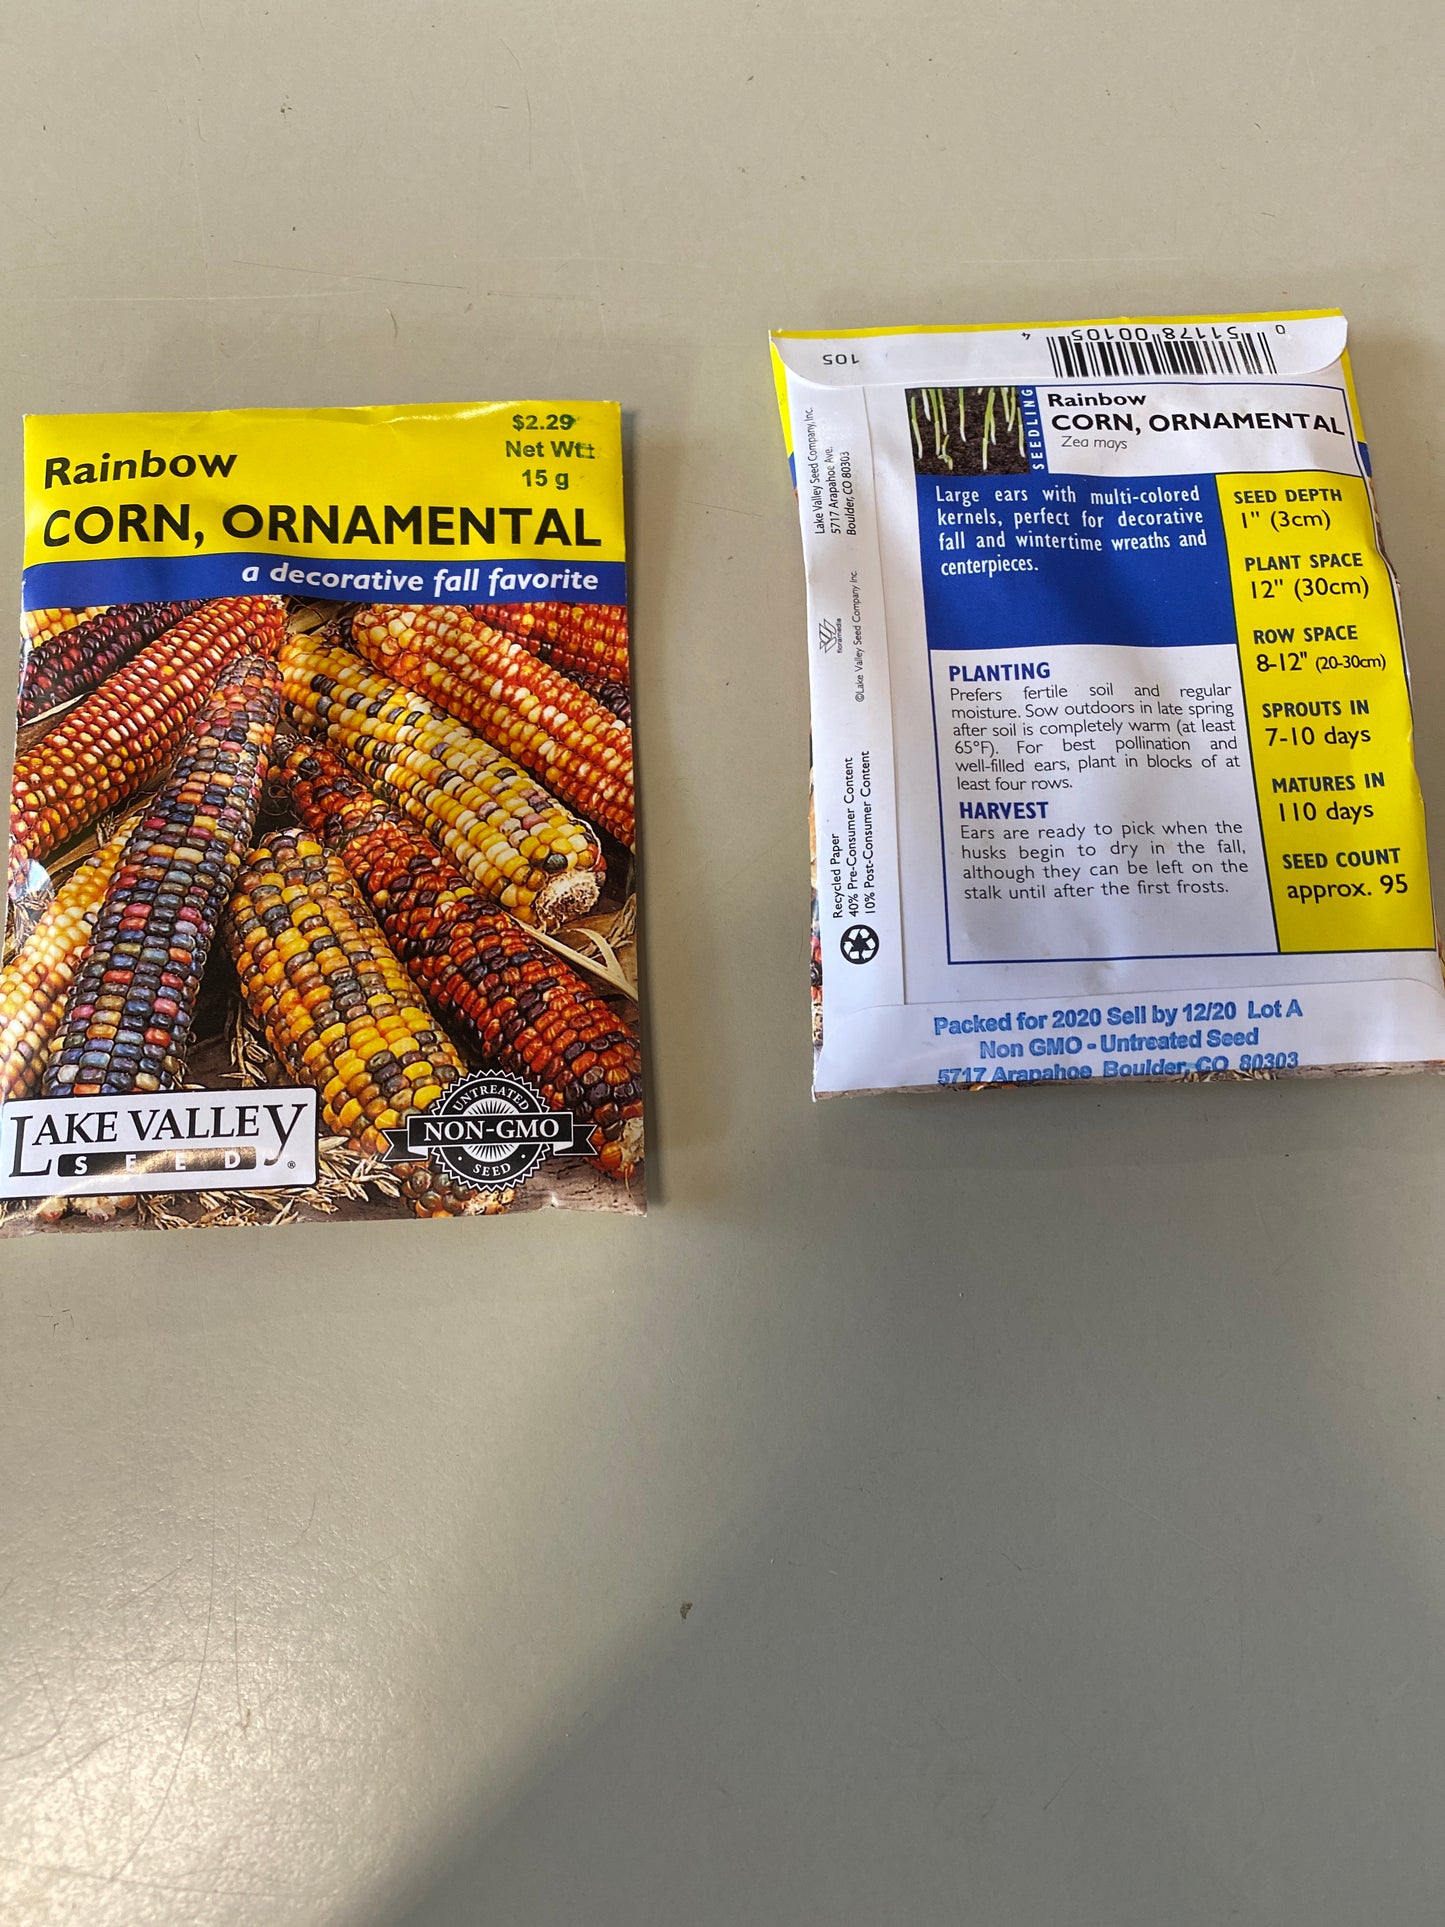 $2.29
Net Wt
15 g
Rainbow
CORN, ORNAMENTAL
a decorative fall favorite
LAKE VALLEY
SEED
®
UNTREATED
NON-GMO
SEED
0 51178 00105 4
105
SEEDLING
Rainbow
CORN, ORNAMENTAL
Zea mays
Large ears with multi-colored
kernels, perfect for decorative
fall and wintertime wreaths and
centerpieces.
SEED DEPTH
1" (3cm)
PLANT SPACE
12" (30cm)
ROW SPACE
8-12" (20-30cm)
SPROUTS IN
7-10 days
MATURES IN
110 days
SEED COUNT
approx. 95
PLANTING
Prefers fertile soil and regular
moisture. Sow outdoors in late spring
after soil is completely warm (at least
65°F). For best pollination and
well-filled ears, plant in blocks of at
least four rows.
HARVEST
Ears are ready to pick when the
husks begin to dry in the fall,
although they can be left on the
stalk until after the first frosts.
Lake Valley Seed Company, Inc.
5717 Arapahoe Ave.
Boulder, CO 80303
floramedia
©Lake Valley Seed Company Inc.
Recycled Paper
40% Pre-Consumer Content
10% Post-Consumer Content
Packed for 2020 Sell by 12/20 Lot A
Non GMO - Untreated Seed
5717 Arapahoe Boulder, CO 80303